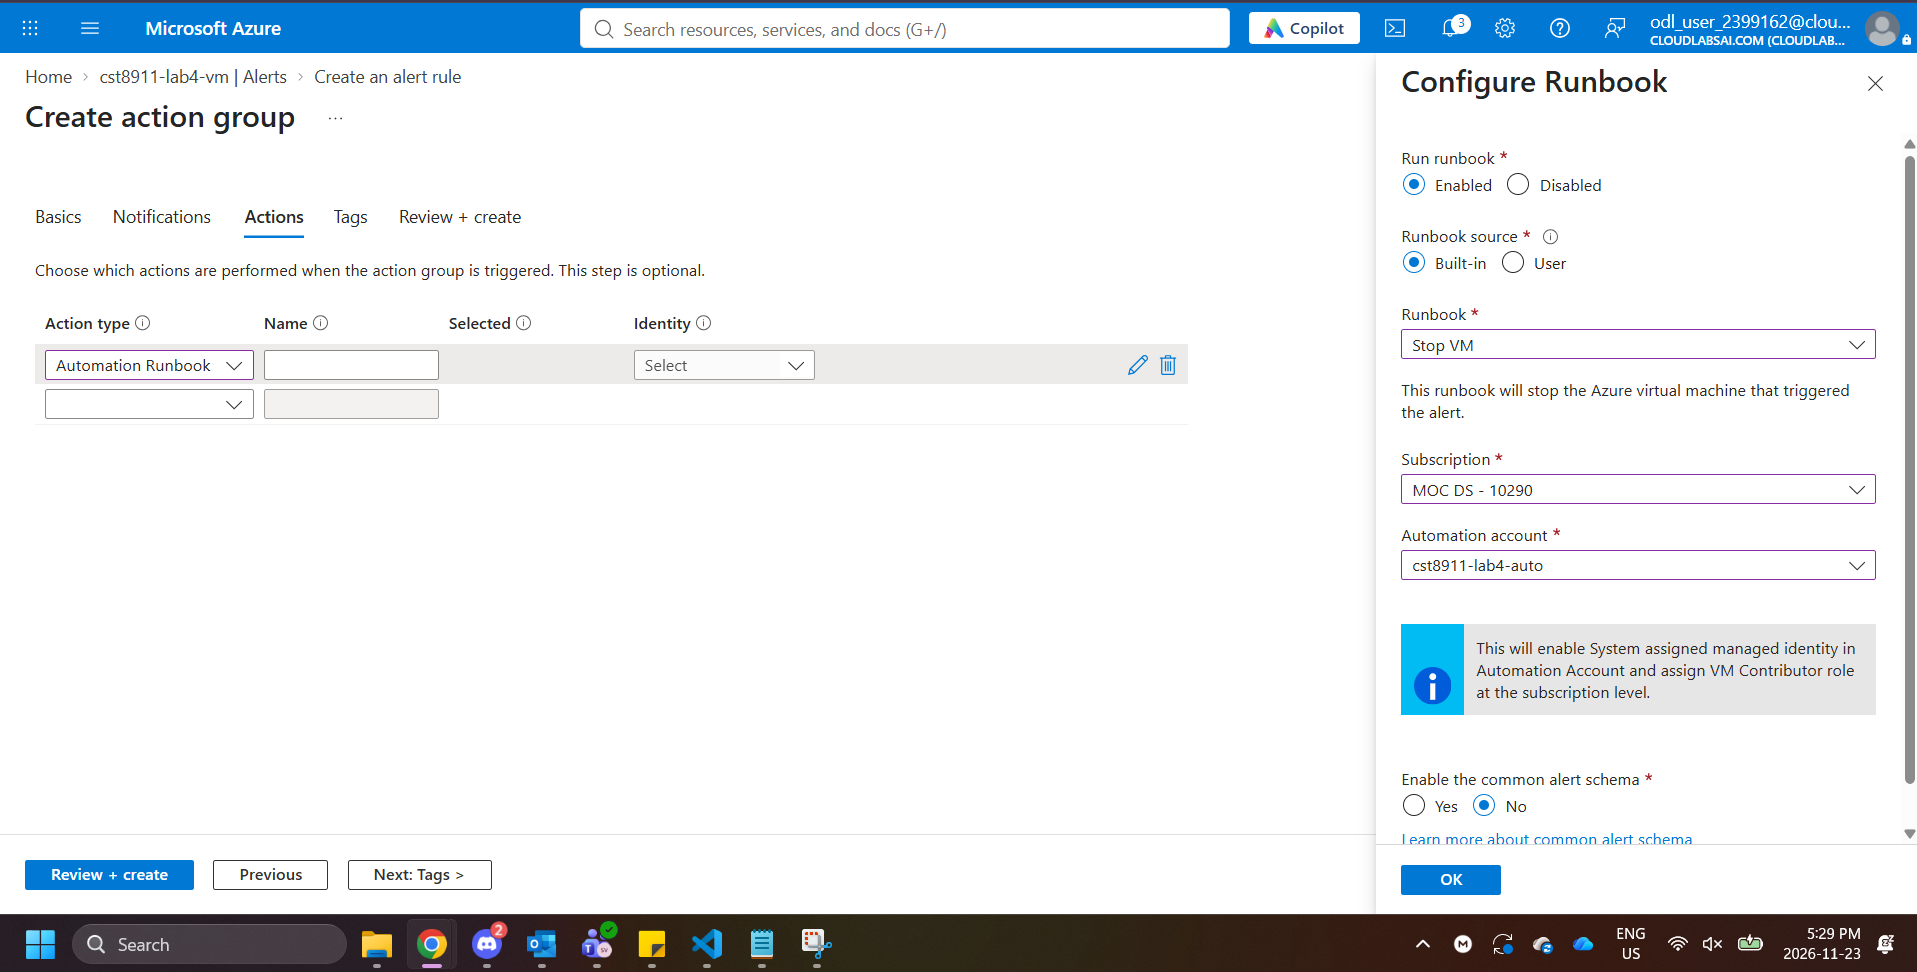 Microsoft Azure
Search resources, services, and docs (G+/)
Copilot
3
odl_user_2399162@clou...
CLOUDLABSAI.COM (CLOUDLAB...
Home > cst8911-lab4-vm | Alerts > Create an alert rule
Create action group
...
Basics
Notifications
Actions
Tags
Review + create
Choose which actions are performed when the action group is triggered. This step is optional.
Action type
Name
Selected
Identity
Automation Runbook
Select
Review + create
Previous
Next: Tags >
Configure Runbook
Run runbook *
Enabled
Disabled
Runbook source *
Built-in
User
Runbook *
Stop VM
This runbook will stop the Azure virtual machine that triggered
the alert.
Subscription *
MOC DS - 10290
Automation account *
cst8911-lab4-auto
This will enable System assigned managed identity in
Automation Account and assign VM Contributor role
at the subscription level.
Enable the common alert schema *
Yes
No
Learn more about common alert schema
OK
Search
2
ENG
US
5:29 PM
2026-11-23